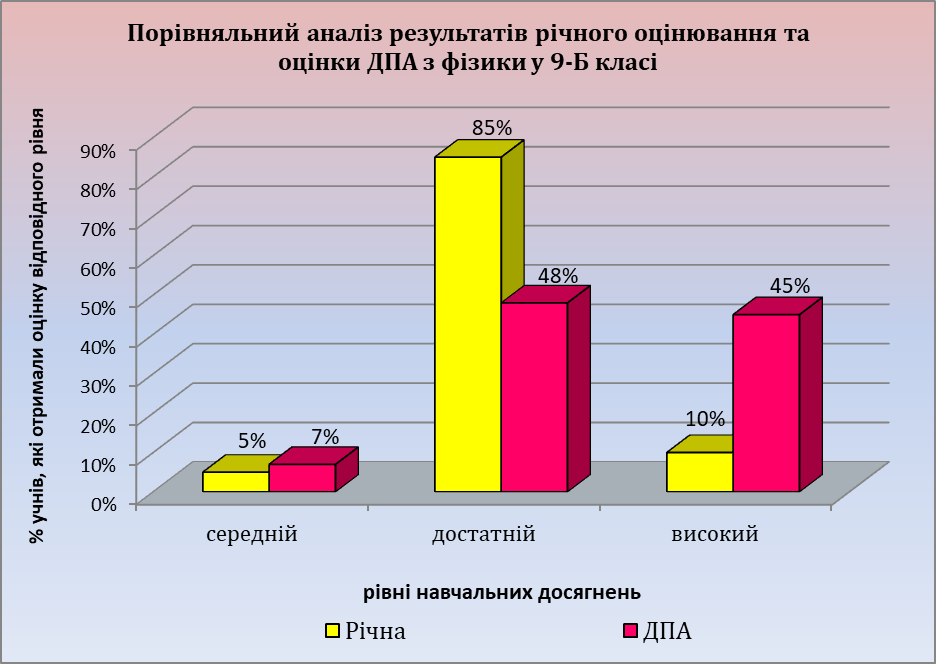 Порівняльний аналіз результатів річного оцінювання та
оцінки ДПА з фізики у 9-Б класі
% учнів, які отримали оцінку відповідного рівня
90%
80%
70%
60%
50%
40%
30%
20%
10%
0%
5%
7%
85%
48%
10%
45%
середній
достатній
високий
рівні навчальних досягнень
Річна
ДПА